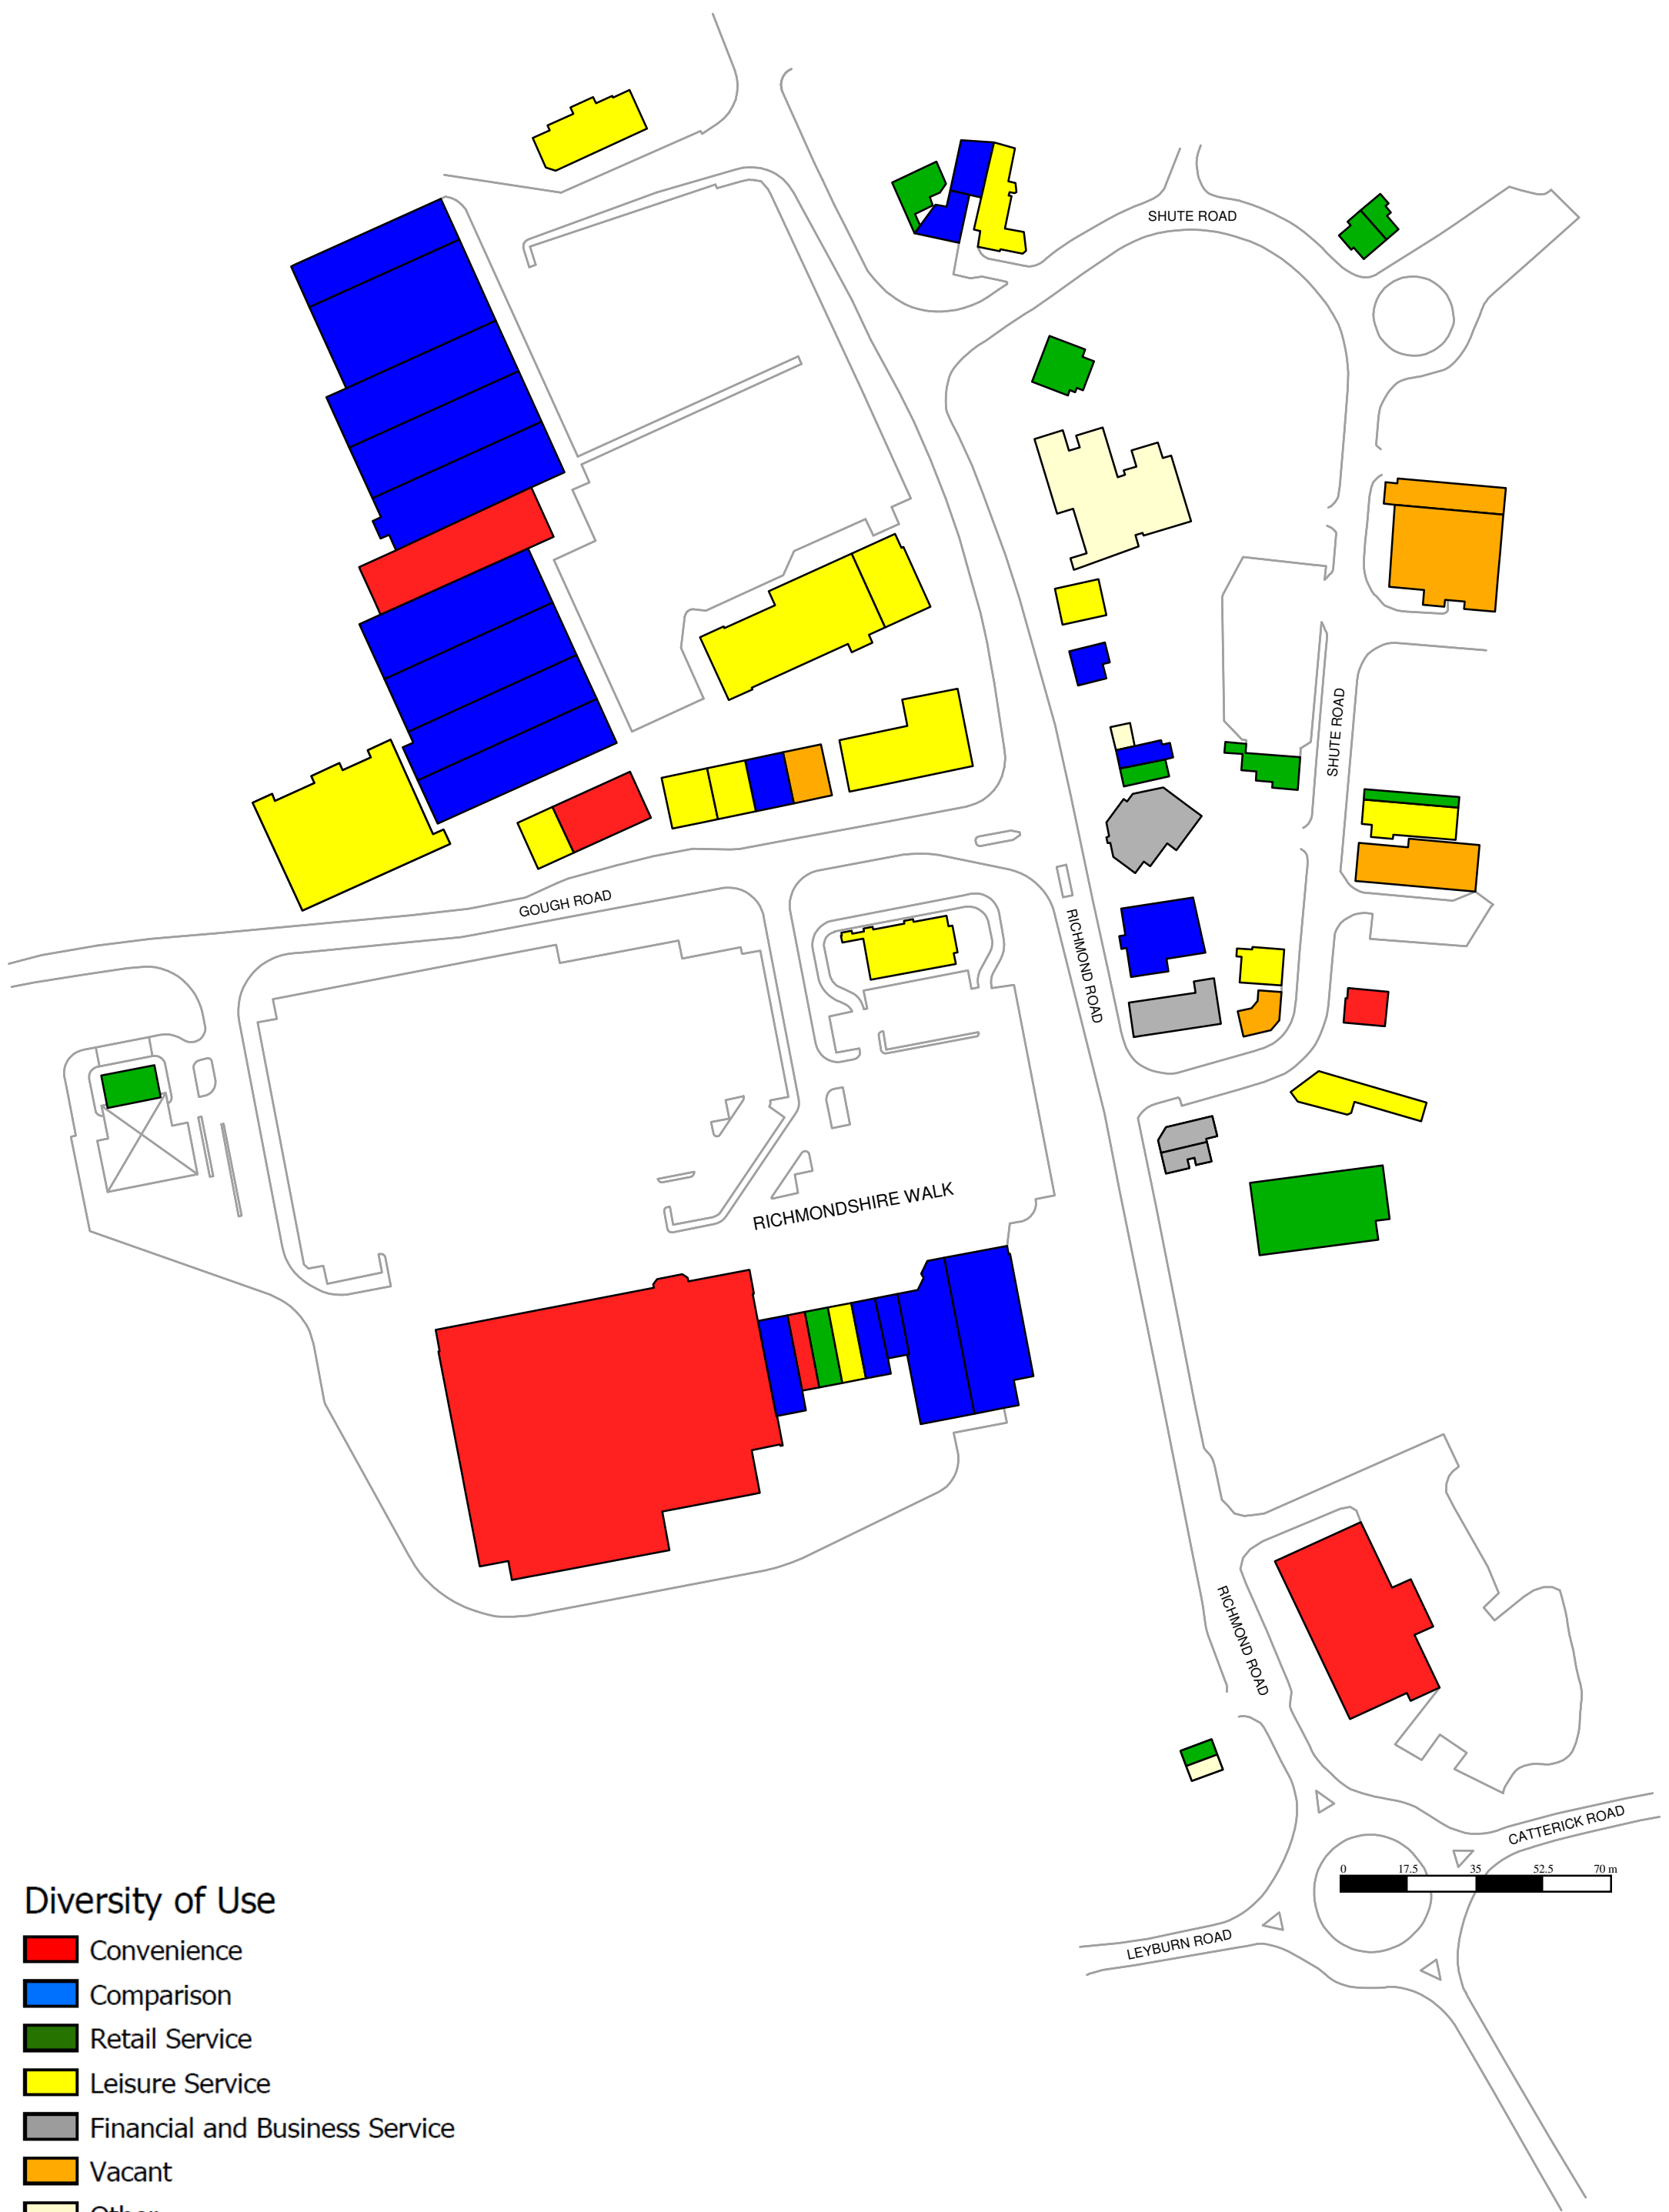 SHUTE ROAD
SHUTE ROAD
GOUGH ROAD
RICHMOND ROAD
RICHMONDSHIRE WALK
RICHMOND ROAD
CATTERICK ROAD
0 17.5 35 52.5 70 m
LEYBURN ROAD
Diversity of Use
Convenience
Comparison
Retail Service
Leisure Service
Financial and Business Service
Vacant
Other